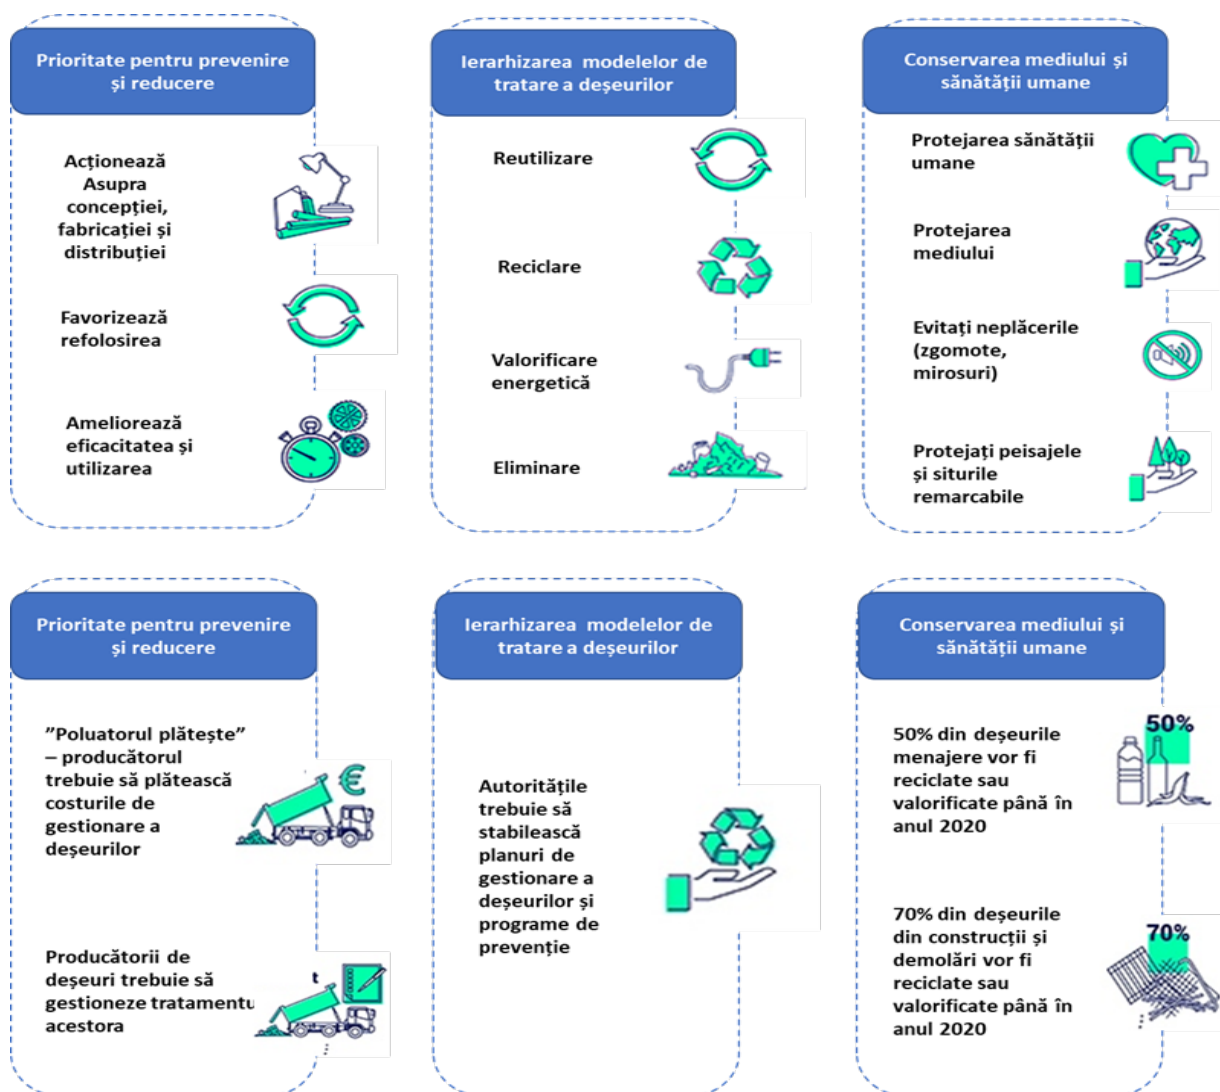 Prioritate pentru prevenire
și reducere
Acționează
Asupra
concepției,
fabricației și
distribuției
Favorizează
refolosirea
Ameliorează
eficacitatea și
utilizarea
Ierarhizarea modelelor de
tratare a deșeurilor
Reutilizare
Reciclare
Valorificare
energetică
Eliminare
Conservarea mediului și
sănătății umane
Protejarea sănătății
umane
Protejarea
mediului
Evitați neplăcerile
(zgomote,
mirosuri)
Protejați peisajele
și siturile
remarcabile
Prioritate pentru prevenire
și reducere
”Poluatorul plătește”
– producătorul
trebuie să plătească
costurile de
gestionare a
deșeurilor
€
Producătorii de
deșeuri trebuie să
gestioneze tratamentu
acestora
t
Ierarhizarea modelelor de
tratare a deșeurilor
Autoritățile
trebuie să
stabilească
planuri de
gestionare a
deșeurilor și
programe de
prevenție
Conservarea mediului și
sănătății umane
50% din deșeurile
menajere vor fi
reciclate sau
valorificate până în
anul 2020
50%
70% din deșeurile
din construcții și
demolări vor fi
reciclate sau
valorificate până în
anul 2020
70%